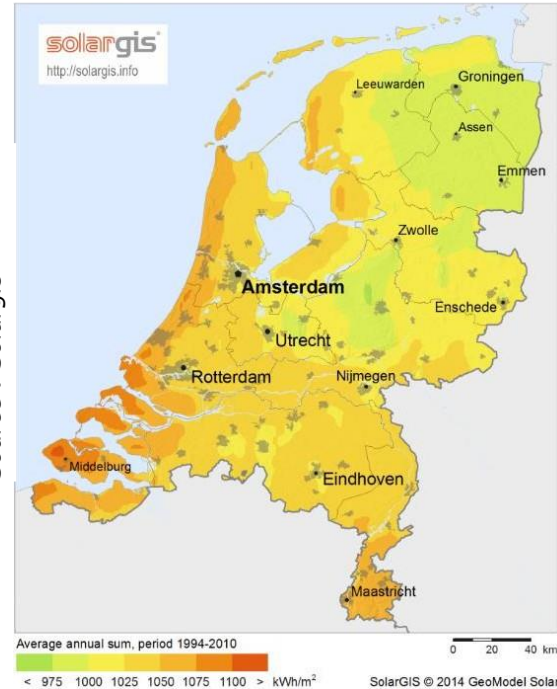 solargis
http://solargis.info
Leeuwarden
Groningen
Assen
Emmen
Zwolle
Amsterdam
Enschede
Utrecht
Rotterdam
Nijmegen
Middelburg
Eindhoven
Maastricht
Average annual sum, period 1994-2010
0 20 40 km
< 975 1000 1025 1050 1075 1100 > kWh/m²
SolarGIS © 2014 GeoModel Solar